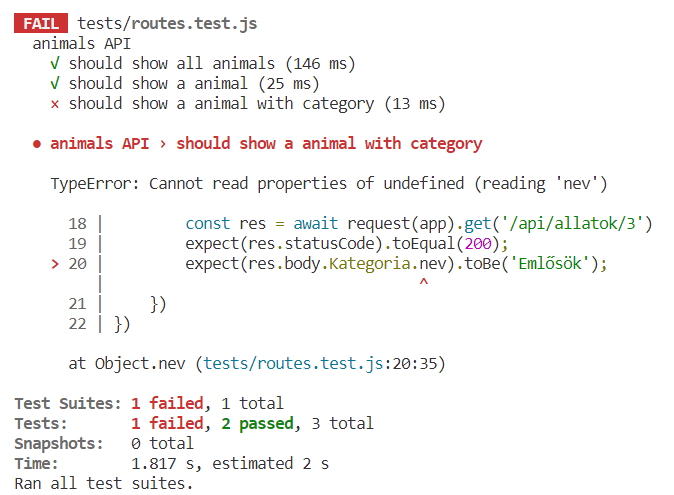 FAIL tests/routes.test.js
animals API
√ should show all animals (146 ms)
√ should show a animal (25 ms)
× should show a animal with category (13 ms)
● animals API › should show a animal with category
TypeError: Cannot read properties of undefined (reading 'nev')
18 | const res = await request(app).get('/api/allatok/3')
19 | expect(res.statusCode).toEqual(200);
> 20 | expect(res.body.Kategoria.nev).toBe('Emlősök');
| ^
21 | })
22 | })
at Object.nev (tests/routes.test.js:20:35)
Test Suites: 1 failed, 1 total
Tests: 1 failed, 2 passed, 3 total
Snapshots: 0 total
Time: 1.817 s, estimated 2 s
Ran all test suites.